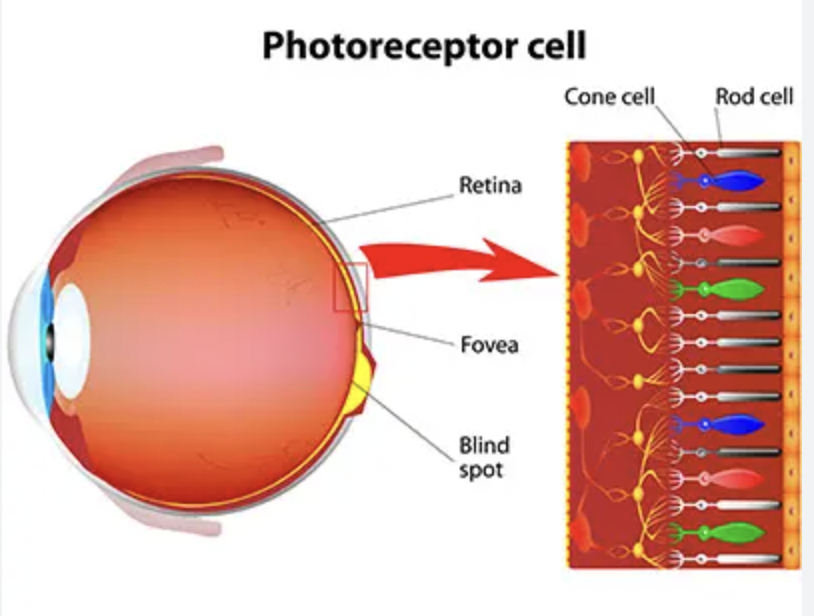 Photoreceptor cell
Cone cell
Rod cell
Retina
Fovea
Blind
spot